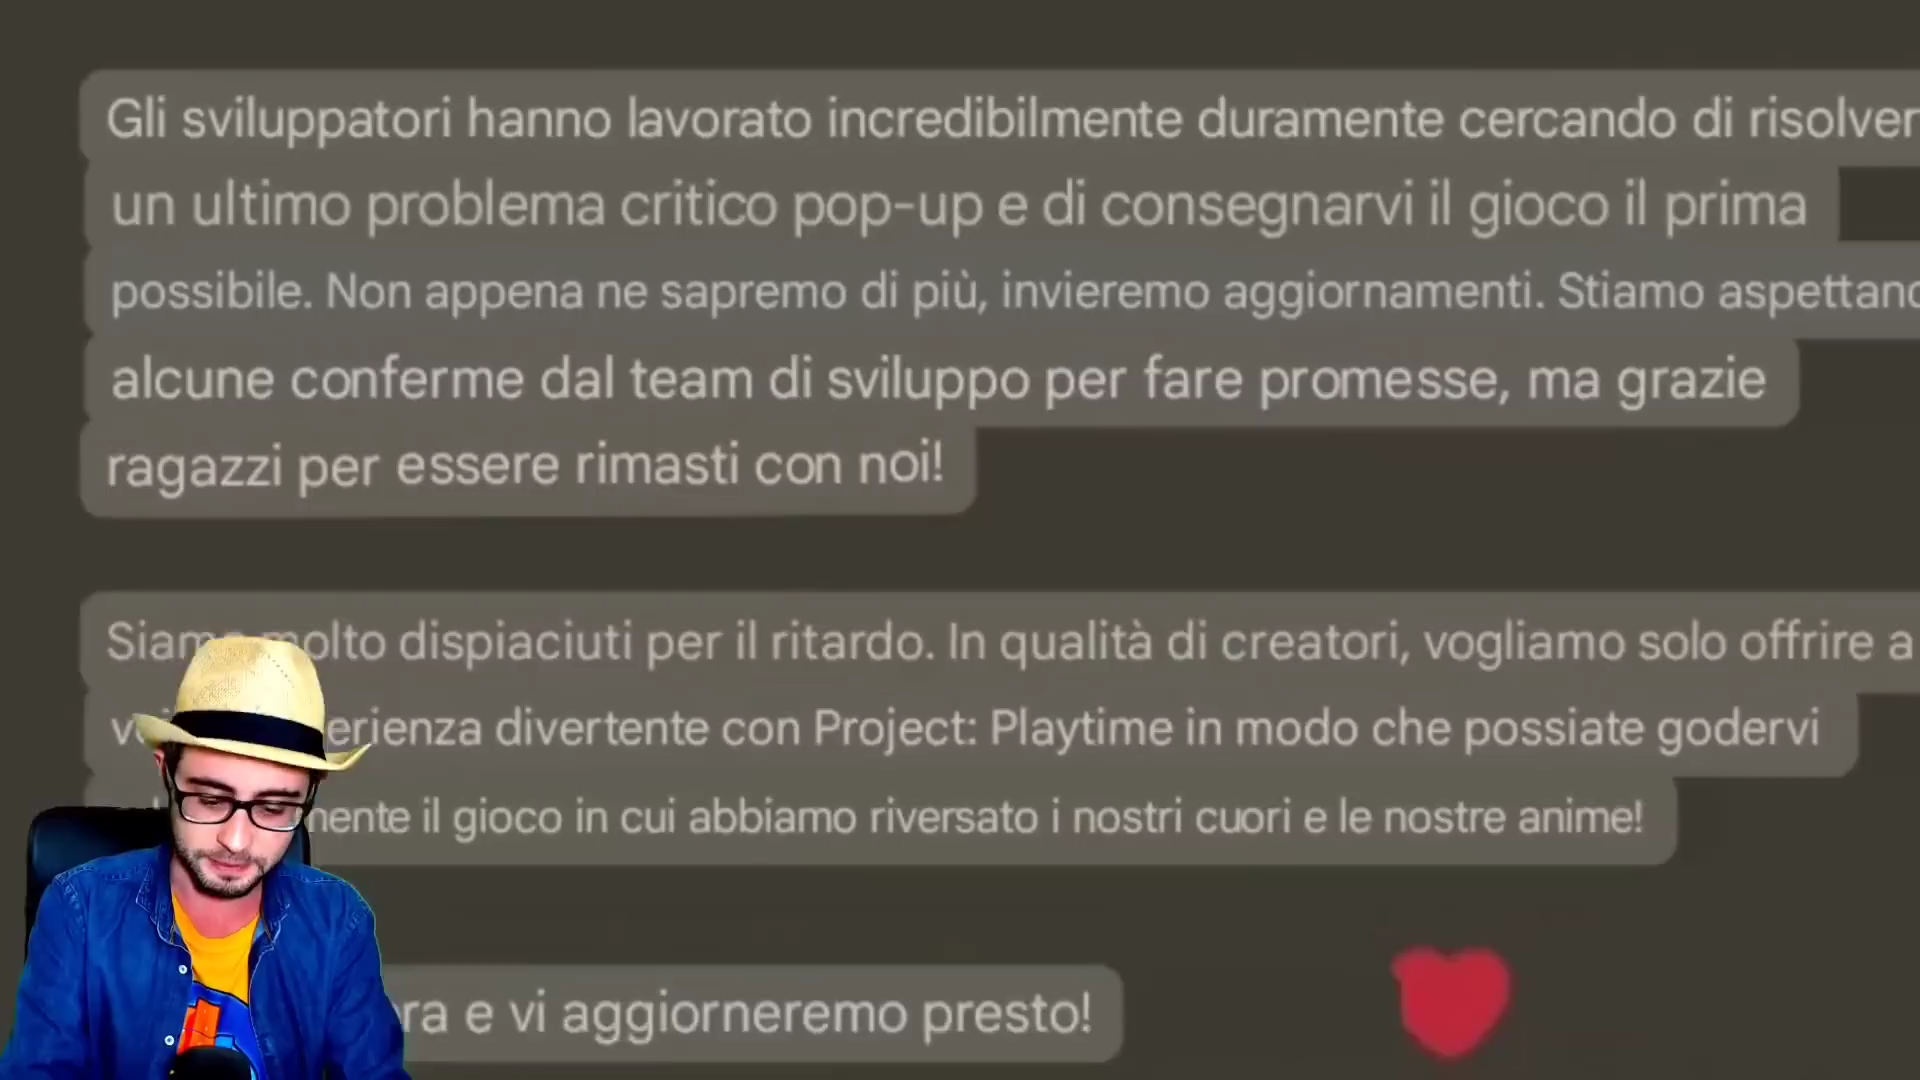 Gli sviluppatori hanno lavorato incredibilmente duramente cercando di risolver
un ultimo problema critico pop-up e di consegnarvi il gioco il prima
possibile. Non appena ne sapremo di più, invieremo aggiornamenti. Stiamo aspettand
alcune conferme dal team di sviluppo per fare promesse, ma grazie
ragazzi per essere rimasti con noi!
Siamo molto dispiaciuti per il ritardo. In qualità di creatori, vogliamo solo offrire a
erienza divertente con Project: Playtime in modo che possiate godervi
mente il gioco in cui abbiamo riversato i nostri cuori e le nostre anime!
ra e vi aggiorneremo presto!